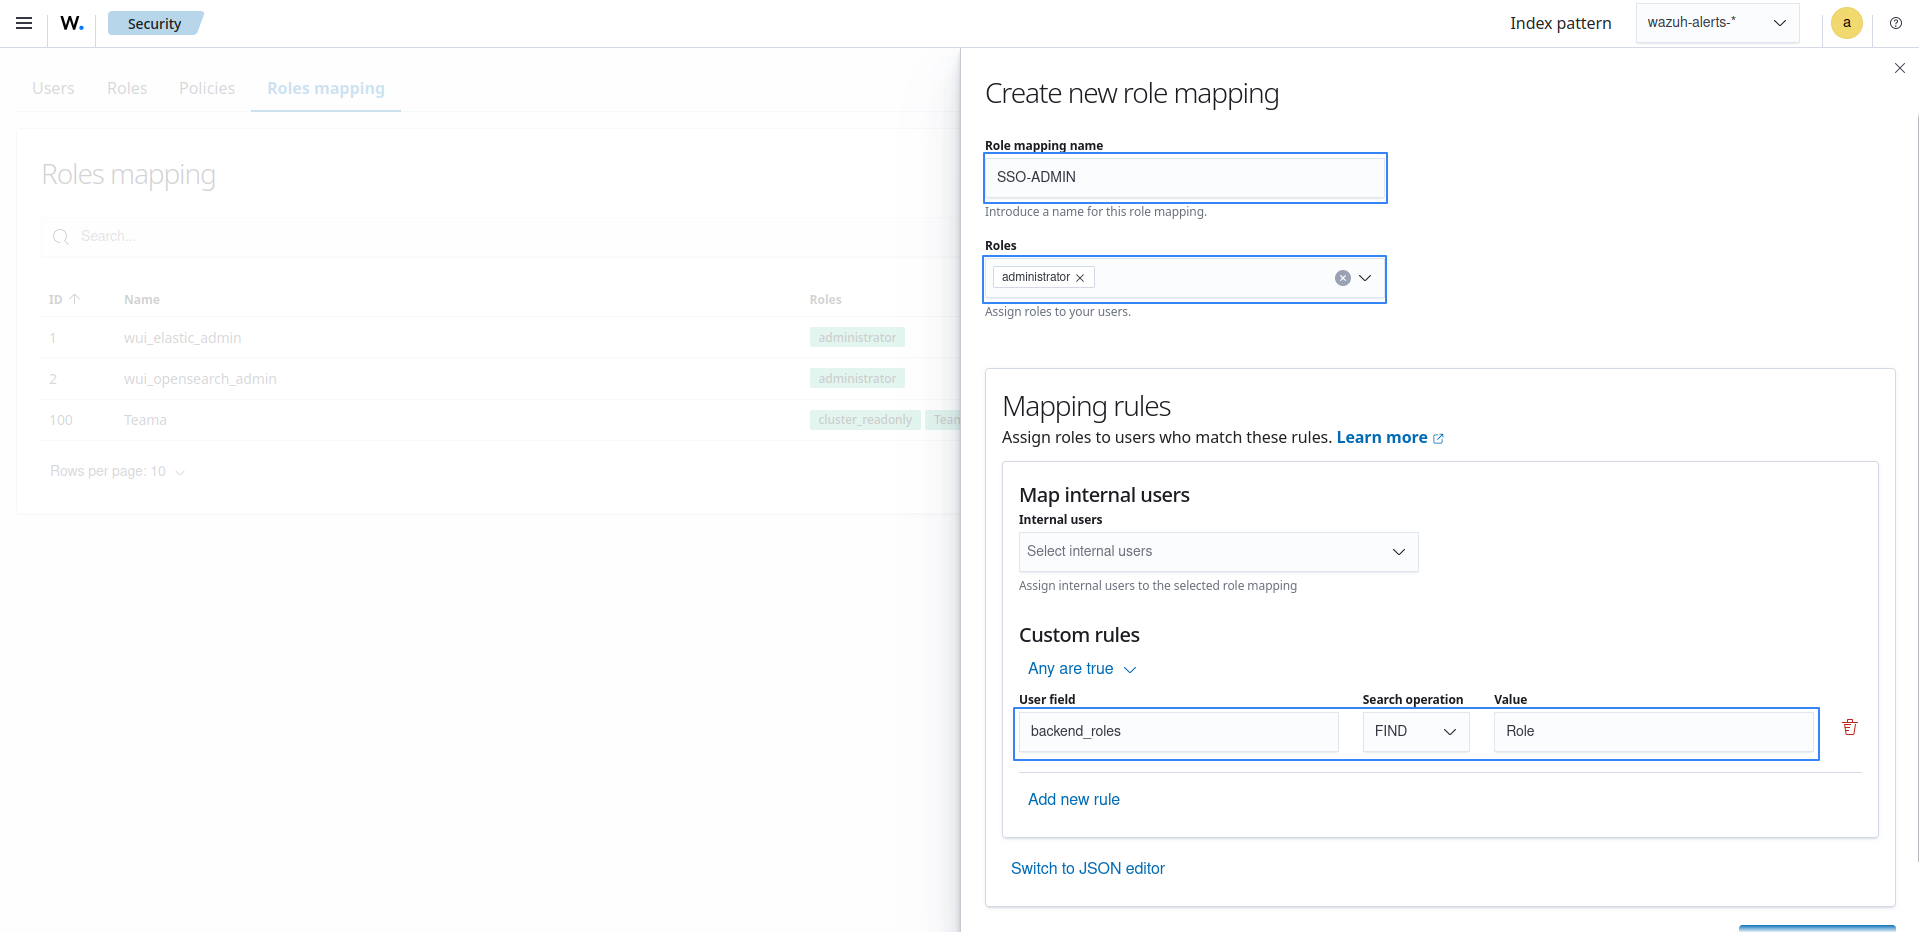 W. Security Index pattern wazuh-alerts-* a
Users Roles Policies Roles mapping
Roles mapping
Search...
ID Name Roles
1 wui_elastic_admin administrator
2 wui_opensearch_admin administrator
100 Teama cluster_readonly Tean
Rows per page: 10
Create new role mapping
Role mapping name
SSO-ADMIN
Introduce a name for this role mapping.
Roles
administrator
Assign roles to your users.
Mapping rules
Assign roles to users who match these rules. Learn more
Map internal users
Internal users
Select internal users
Assign internal users to the selected role mapping
Custom rules
Any are true
User field Search operation Value
backend_roles FIND Role
Add new rule
Switch to JSON editor